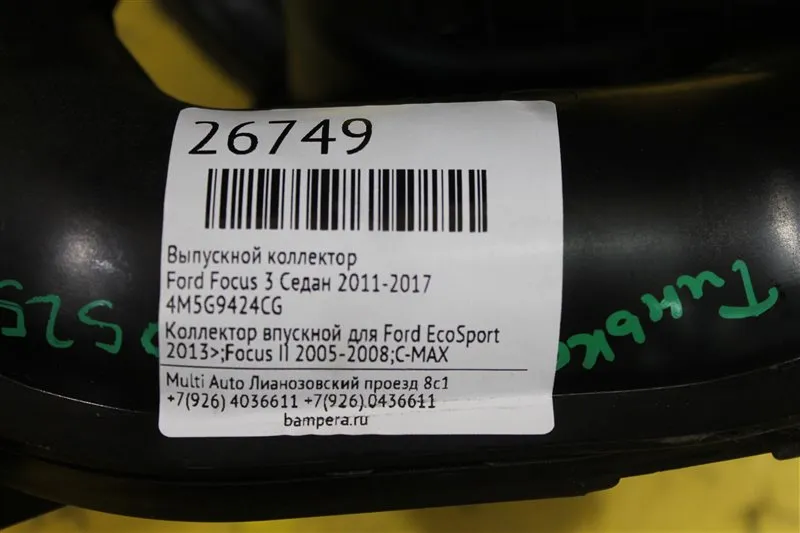 26749
Выпускной коллектор
Ford Focus 3 Седан 2011-2017
4M5G9424CG
Коллектор впускной для Ford EcoSport
2013>;Focus II 2005-2008;C-MAX
Multi Auto Лианозовский проезд 8с1
+7(926) 4036611 +7(926) 0436611
bampera.ru